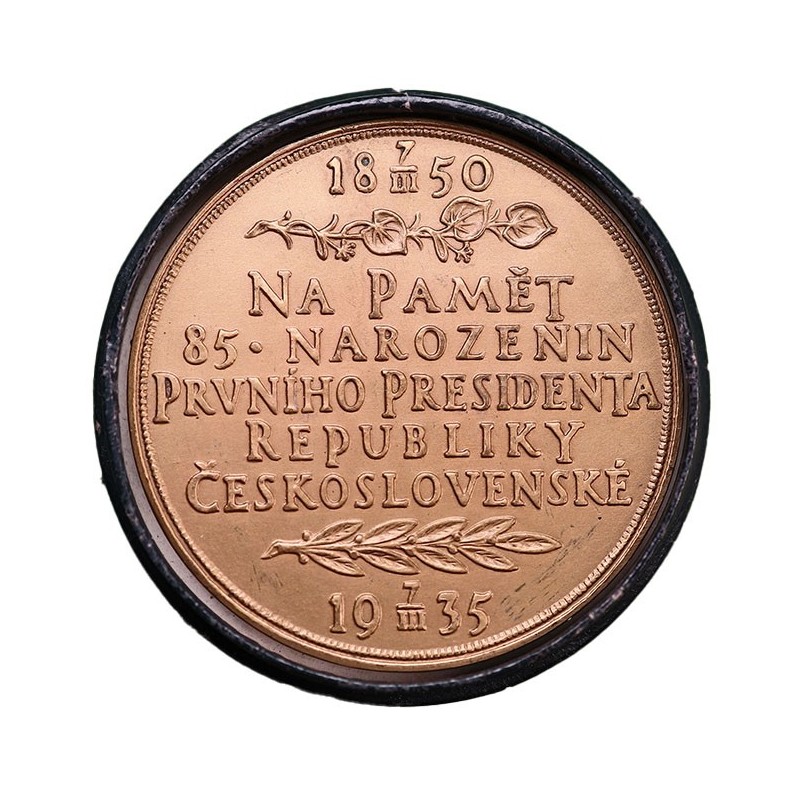 18 7/III 50
NA PAMĚT
85. NAROZENIN
PRVNÍHO PRESIDENTA
REPUBLIKY
ČESKOSLOVENSKÉ
19 7/III 35